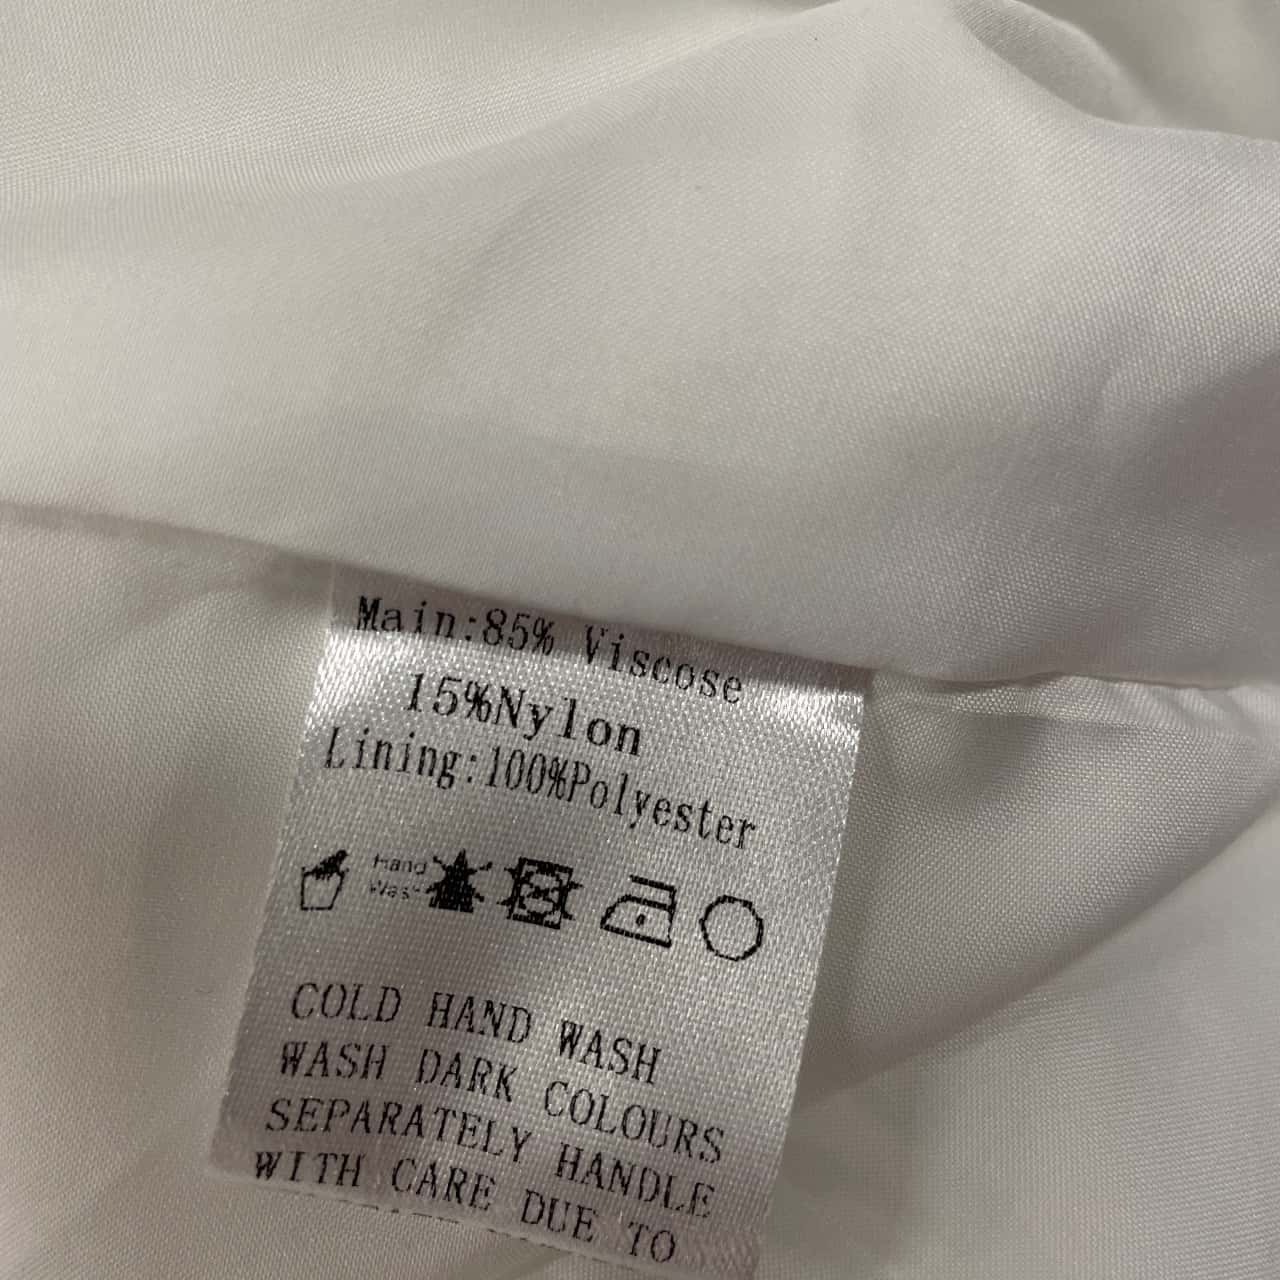 Main:85% Viscose
15%Nylon
Lining:100%Polyester
Hand
Wash
COLD HAND WASH
WASH DARK COLOURS
SEPARATELY HANDLE
WITH CARE DUE TO